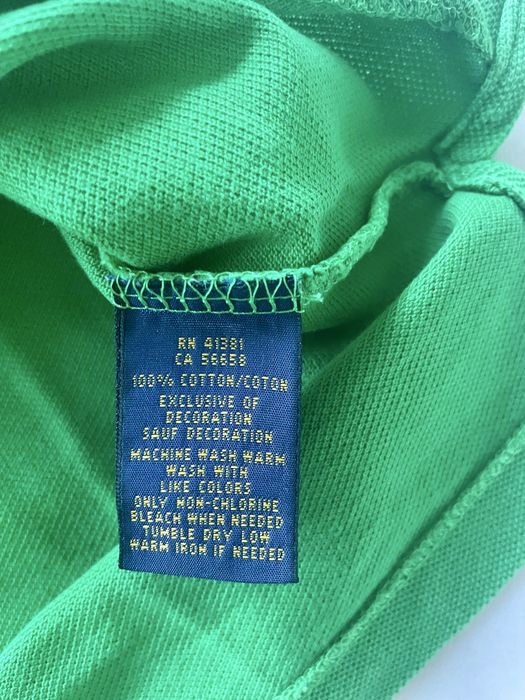 RN 41381
CA 56658
100% COTTON/COTON
EXCLUSIVE OF
DECORATION
SAUF DECORATION
MACHINE WASH WARM
WASH WITH
LIKE COLORS
ONLY NON-CHLORINE
BLEACH WHEN NEEDED
TUMBLE DRY LOW
WARM IRON IF NEEDED